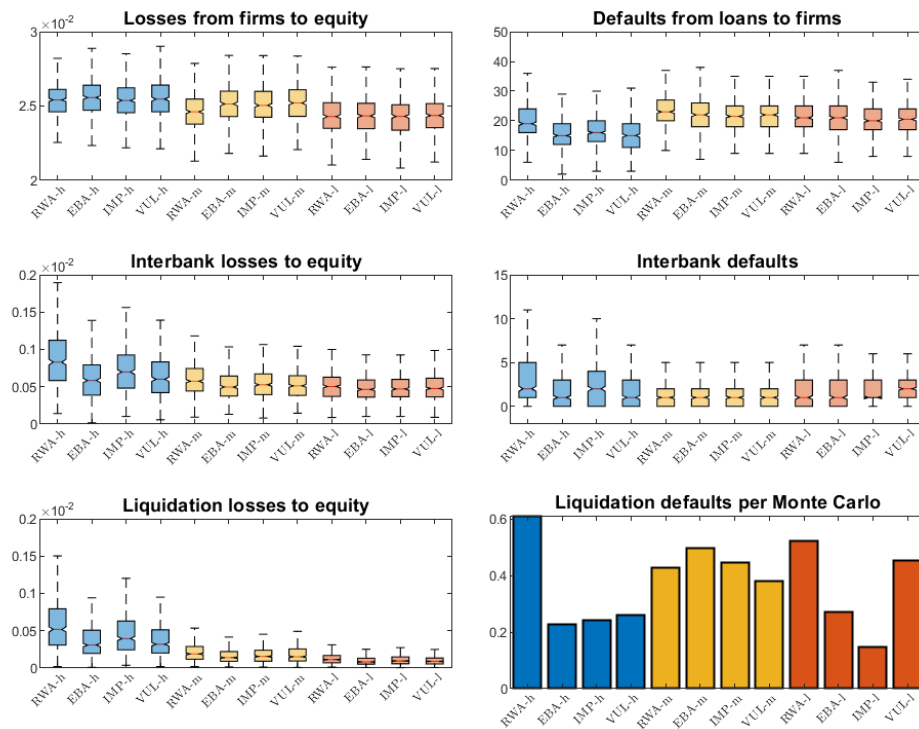 Losses from firms to equity
×10⁻²
3
2.5
2
RWA-h EBA-h IMP-h VUL-h RWA-m EBA-m IMP-m VUL-m RWA-l EBA-l IMP-l VUL-l
Defaults from loans to firms
50
40
30
20
10
0
RWA-h EBA-h IMP-h VUL-h RWA-m EBA-m IMP-m VUL-m RWA-l EBA-l IMP-l VUL-l
Interbank losses to equity
×10⁻²
0.2
0.15
0.1
0.05
0
RWA-h EBA-h IMP-h VUL-h RWA-m EBA-m IMP-m VUL-m RWA-l EBA-l IMP-l VUL-l
Interbank defaults
15
10
5
0
RWA-h EBA-h IMP-h VUL-h RWA-m EBA-m IMP-m VUL-m RWA-l EBA-l IMP-l VUL-l
Liquidation losses to equity
×10⁻²
0.2
0.15
0.1
0.05
0
RWA-h EBA-h IMP-h VUL-h RWA-m EBA-m IMP-m VUL-m RWA-l EBA-l IMP-l VUL-l
Liquidation defaults per Monte Carlo
0.6
0.4
0.2
0
RWA-h EBA-h IMP-h VUL-h RWA-m EBA-m IMP-m VUL-m RWA-l EBA-l IMP-l VUL-l